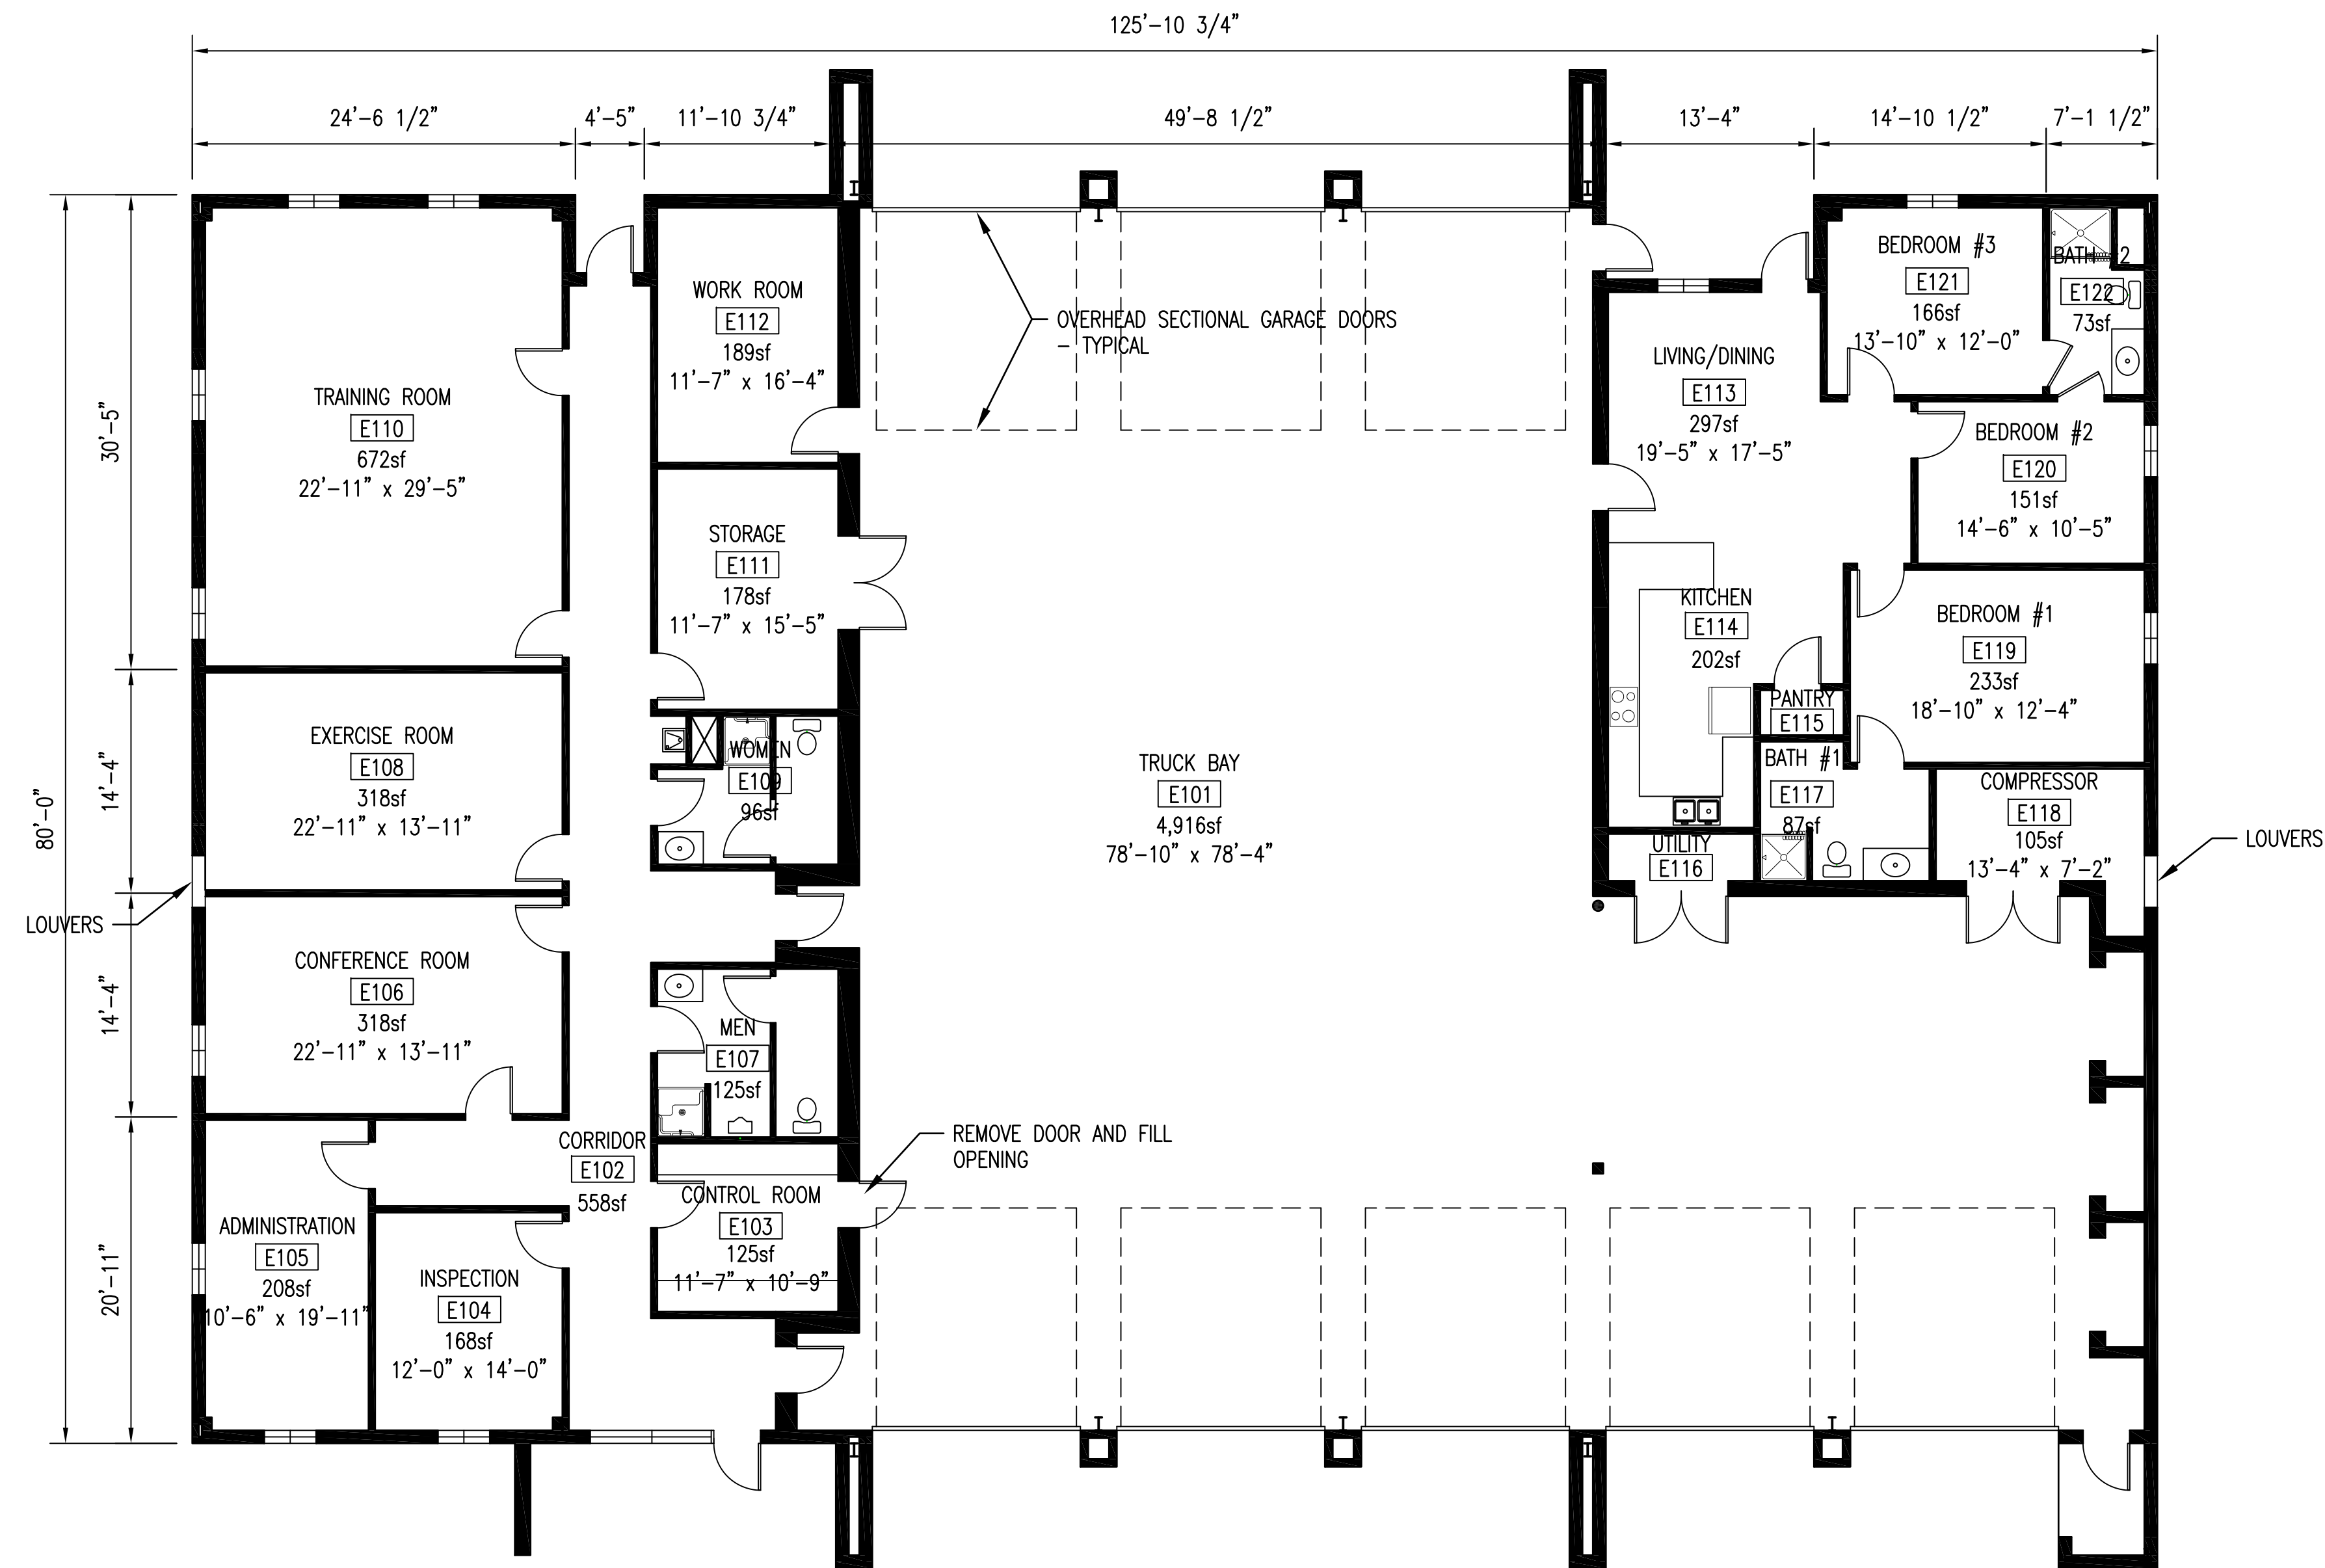 125'-10 3/4"
24'-6 1/2"
4'-5"
11'-10 3/4"
49'-8 1/2"
13'-4"
14'-10 1/2"
7'-1 1/2"
80'-0"
30'-5"
14'-4"
14'-4"
20'-11"
TRAINING ROOM
E110
672sf
22'-11" x 29'-5"
WORK ROOM
E112
189sf
11'-7" x 16'-4"
OVERHEAD SECTIONAL GARAGE DOORS
- TYPICAL
LIVING/DINING
E113
297sf
19'-5" x 17'-5"
BEDROOM #3
E121
166sf
13'-10" x 12'-0"
BATH #2
E122
73sf
BEDROOM #2
E120
151sf
14'-6" x 10'-5"
STORAGE
E111
178sf
11'-7" x 15'-5"
KITCHEN
E114
202sf
BEDROOM #1
E119
233sf
18'-10" x 12'-4"
PANTRY
E115
EXERCISE ROOM
E108
318sf
22'-11" x 13'-11"
WOMEN
E109
96sf
TRUCK BAY
E101
4,916sf
78'-10" x 78'-4"
BATH #1
E117
87sf
COMPRESSOR
E118
105sf
13'-4" x 7'-2"
UTILITY
E116
LOUVERS
LOUVERS
CONFERENCE ROOM
E106
318sf
22'-11" x 13'-11"
MEN
E107
125sf
CORRIDOR
E102
558sf
REMOVE DOOR AND FILL
OPENING
CONTROL ROOM
E103
125sf
11'-7" x 10'-9"
ADMINISTRATION
E105
208sf
10'-6" x 19'-11"
INSPECTION
E104
168sf
12'-0" x 14'-0"